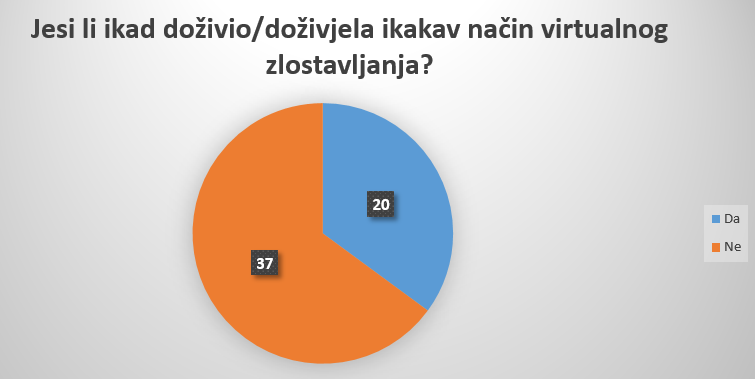 Jesi li ikad doživio/doživjela ikakav način virtualnog
zlostavljanja?
20
37
Da
Ne